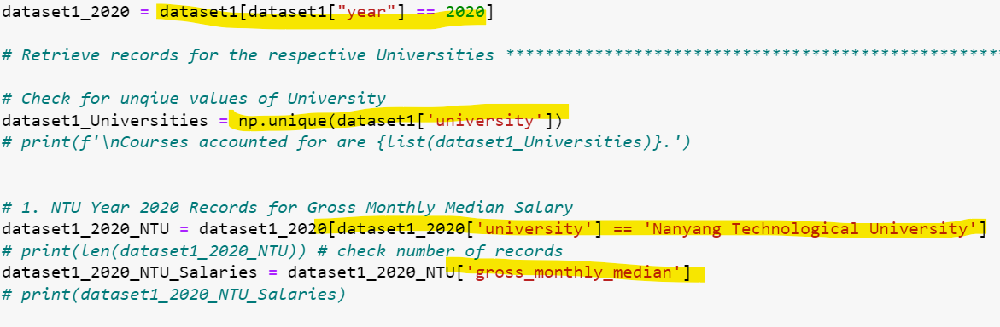 dataset1_2020 = dataset1[dataset1["year"] == 2020]
# Retrieve records for the respective Universities **************************************************
# Check for unqiue values of University
dataset1_Universities = np.unique(dataset1['university'])
# print(f'\nCourses accounted for are {list(dataset1_Universities)}.')
# 1. NTU Year 2020 Records for Gross Monthly Median Salary
dataset1_2020_NTU = dataset1_2020[dataset1_2020['university'] == 'Nanyang Technological University']
# print(len(dataset1_2020_NTU)) # check number of records
dataset1_2020_NTU_Salaries = dataset1_2020_NTU['gross_monthly_median']
# print(dataset1_2020_NTU_Salaries)